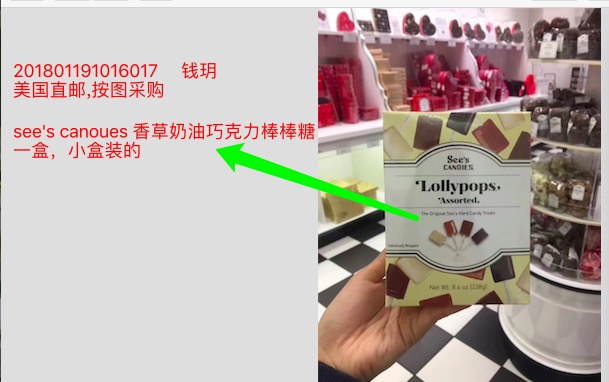 201801191016017 钱玥
美国直邮,按图采购
see's canoues 香草奶油巧克力棒棒糖
一盒，小盒装的
See's
CANDIES.
Lollypops,
Assorted.
The Original See's Hard Candy Treats
Individually Wrapped
Net Wt. 8.4 oz (238g)